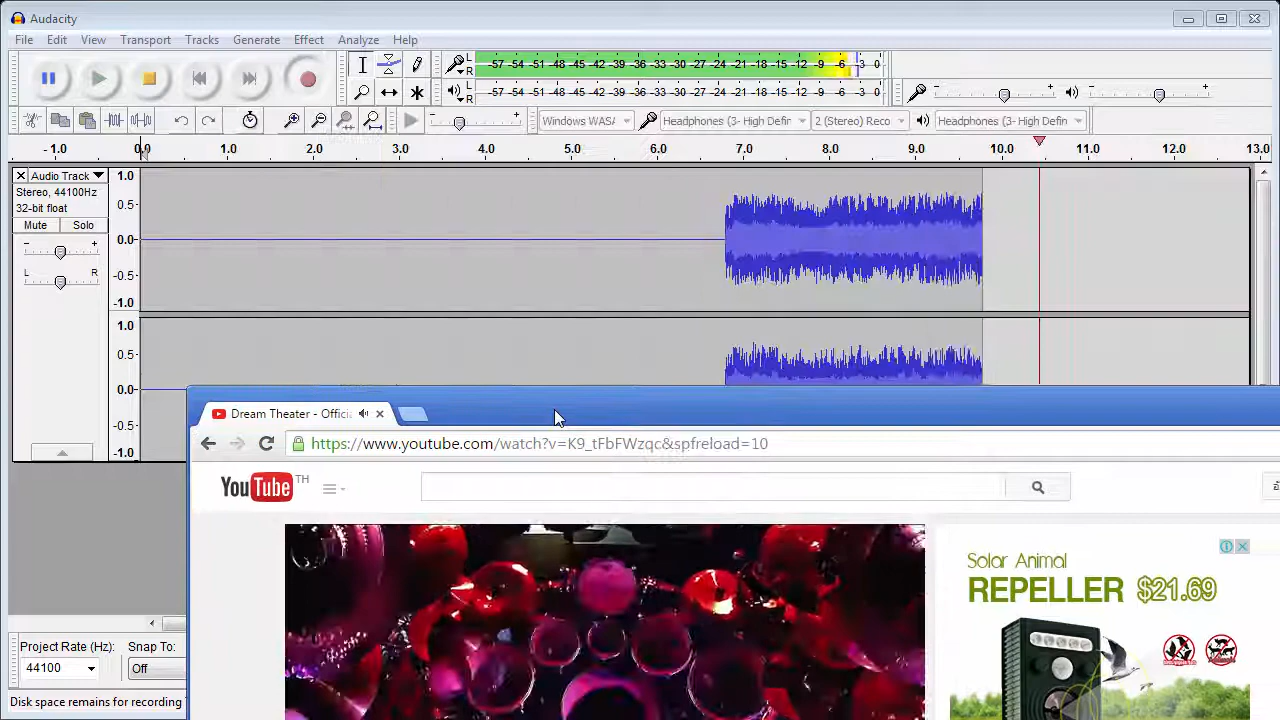 Audacity
File Edit View Transport Tracks Generate Effect Analyze Help
L R -57 -54 -51 -48 -45 -42 -39 -36 -33 -30 -27 -24 -21 -18 -15 -12 -9 -6 -3 0
L R -57 -54 -51 -48 -45 -42 -39 -36 -33 -30 -27 -24 -21 -18 -15 -12 -9 -6 -3 0
Windows WASA Headphones (3- High Defin 2 (Stereo) Reco Headphones (3- High Defin
-1.0 0.0 1.0 2.0 3.0 4.0 5.0 6.0 7.0 8.0 9.0 10.0 11.0 12.0 13.0
Audio Track 1.0
Stereo, 44100Hz
32-bit float 0.5
Mute Solo
- + 0.0
L R -0.5
-1.0
1.0
0.5
0.0
-0.5
-1.0
Dream Theater - Officia
https://www.youtube.com/watch?v=K9_tFbFWzqc&spfreload=10
YouTube TH
Solar Animal
REPELLER $21.69
Project Rate (Hz): Snap To:
44100 Off
Disk space remains for recording